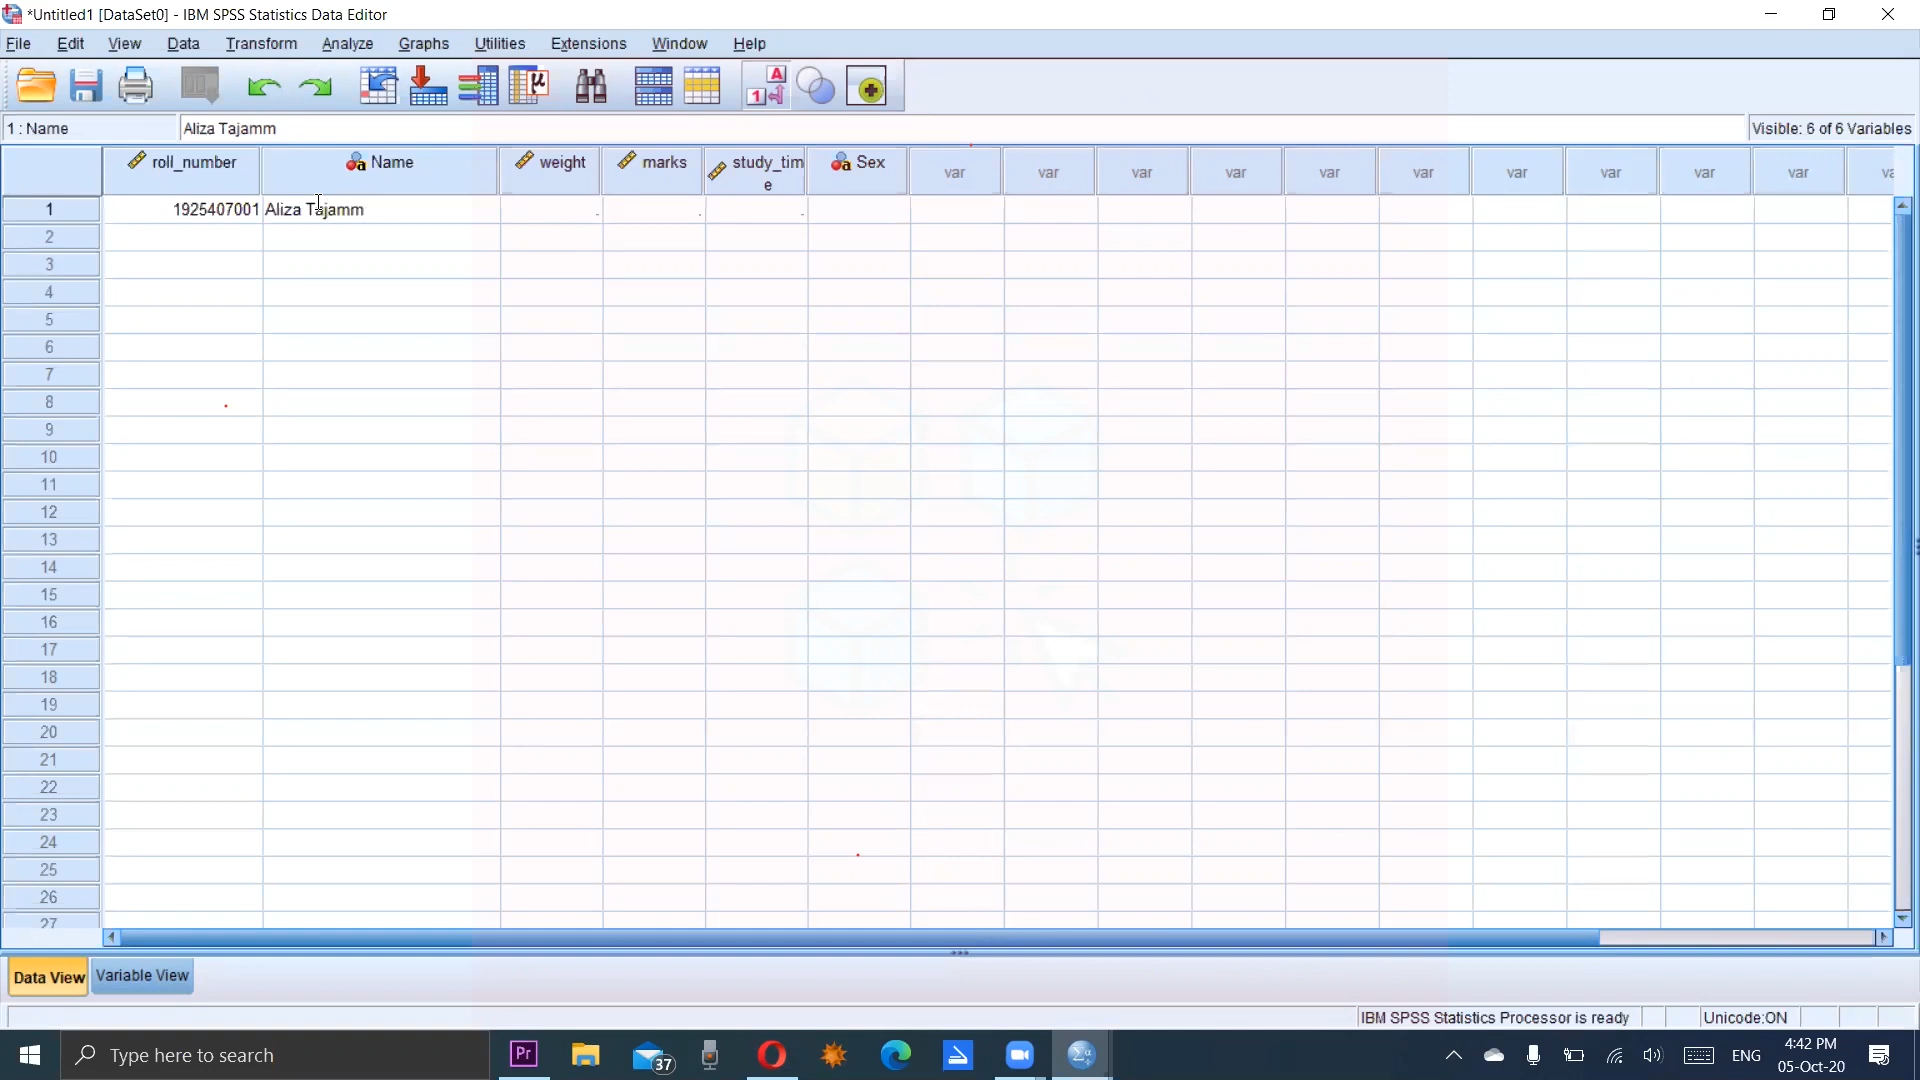 *Untitled1 [DataSet0] - IBM SPSS Statistics Data Editor
File Edit View Data Transform Analyze Graphs Utilities Extensions Window Help
1 : Name Aliza Tajamm Visible: 6 of 6 Variables
roll_number Name weight marks study_tim Sex var var var var var var var var var var va
e
1 1925407001 Aliza Tajamm . . .
2
3
4
5
6
7
8
9
10
11
12
13
14
15
16
17
18
19
20
21
22
23
24
25
26
27
Data View Variable View
IBM SPSS Statistics Processor is ready Unicode:ON
Type here to search Pr 37 Σα ENG 4:42 PM
05-Oct-20